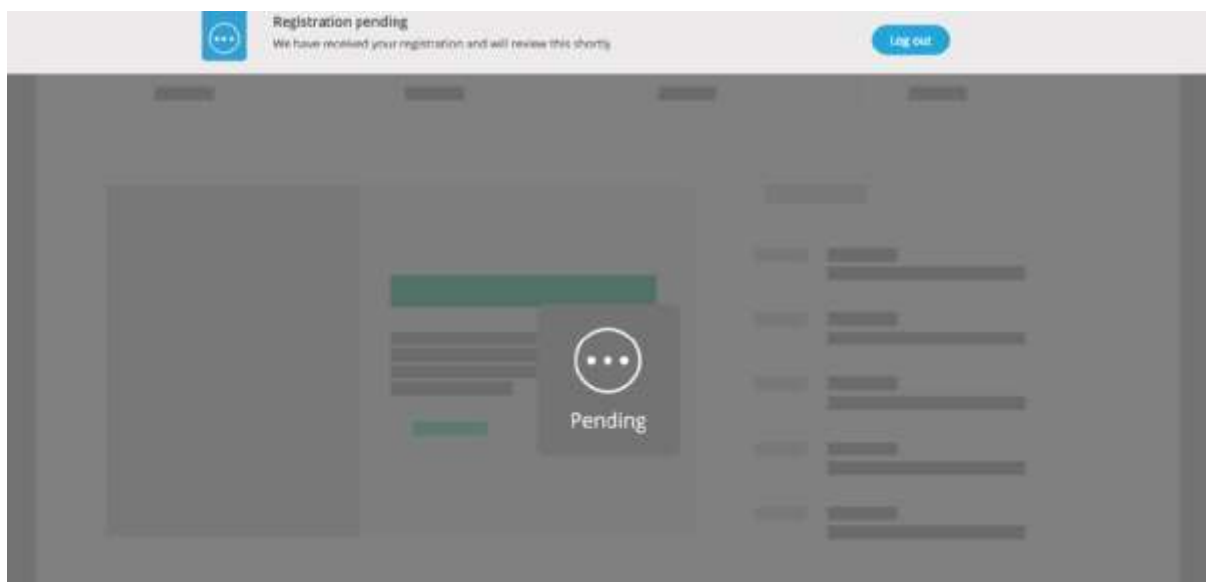 Registration pending
We have received your registration and will review this shortly
Log out
Pending